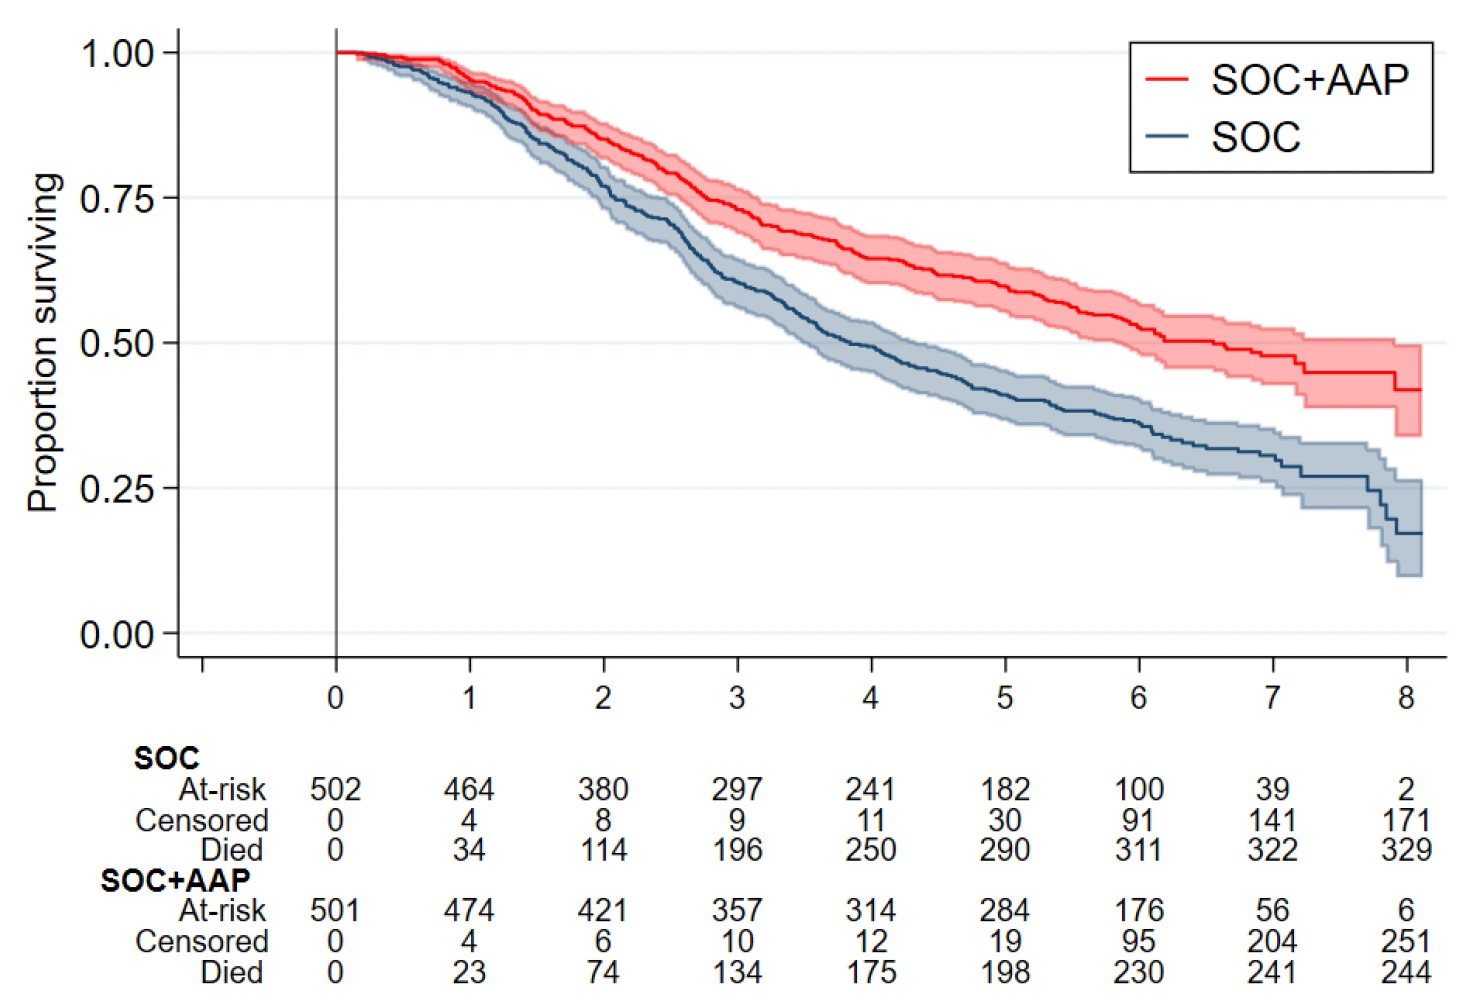 1.00
0.75
0.50
0.25
0.00
Proportion surviving
SOC+AAP
SOC
0 1 2 3 4 5 6 7 8
SOC
At-risk 502 464 380 297 241 182 100 39 2
Censored 0 4 8 9 11 30 91 141 171
Died 0 34 114 196 250 290 311 322 329
SOC+AAP
At-risk 501 474 421 357 314 284 176 56 6
Censored 0 4 6 10 12 19 95 204 251
Died 0 23 74 134 175 198 230 241 244